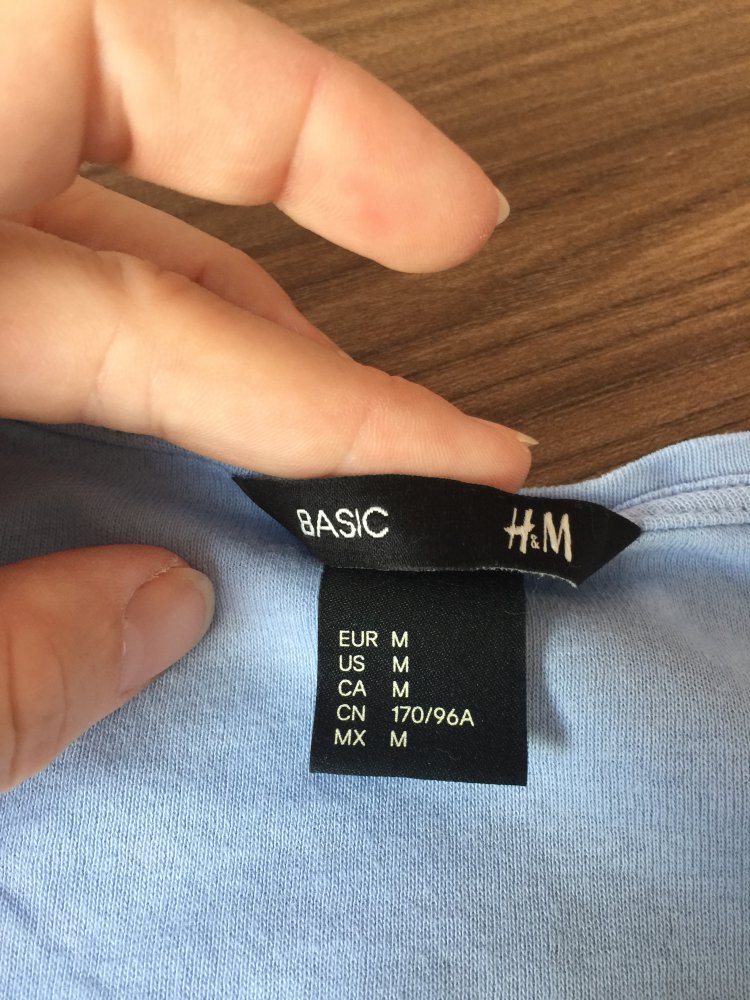 BASIC H&M
EUR M
US M
CA M
CN 170/96A
MX M